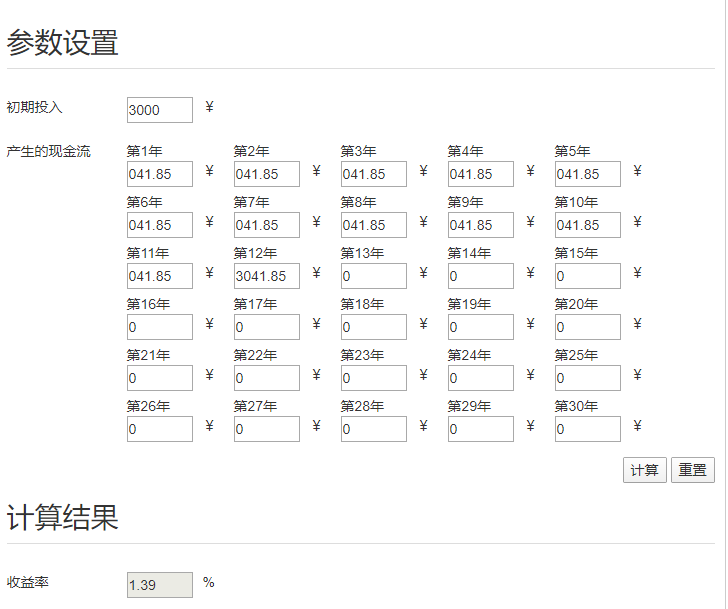 参数设置
初期投入 3000 ¥
产生的现金流 第1年 第2年 第3年 第4年 第5年
041.85 ¥ 041.85 ¥ 041.85 ¥ 041.85 ¥ 041.85 ¥
第6年 第7年 第8年 第9年 第10年
041.85 ¥ 041.85 ¥ 041.85 ¥ 041.85 ¥ 041.85 ¥
第11年 第12年 第13年 第14年 第15年
041.85 ¥ 3041.85 ¥ 0 ¥ 0 ¥ 0 ¥
第16年 第17年 第18年 第19年 第20年
0 ¥ 0 ¥ 0 ¥ 0 ¥ 0 ¥
第21年 第22年 第23年 第24年 第25年
0 ¥ 0 ¥ 0 ¥ 0 ¥ 0 ¥
第26年 第27年 第28年 第29年 第30年
0 ¥ 0 ¥ 0 ¥ 0 ¥ 0 ¥
计算 重置
计算结果
收益率 1.39 %